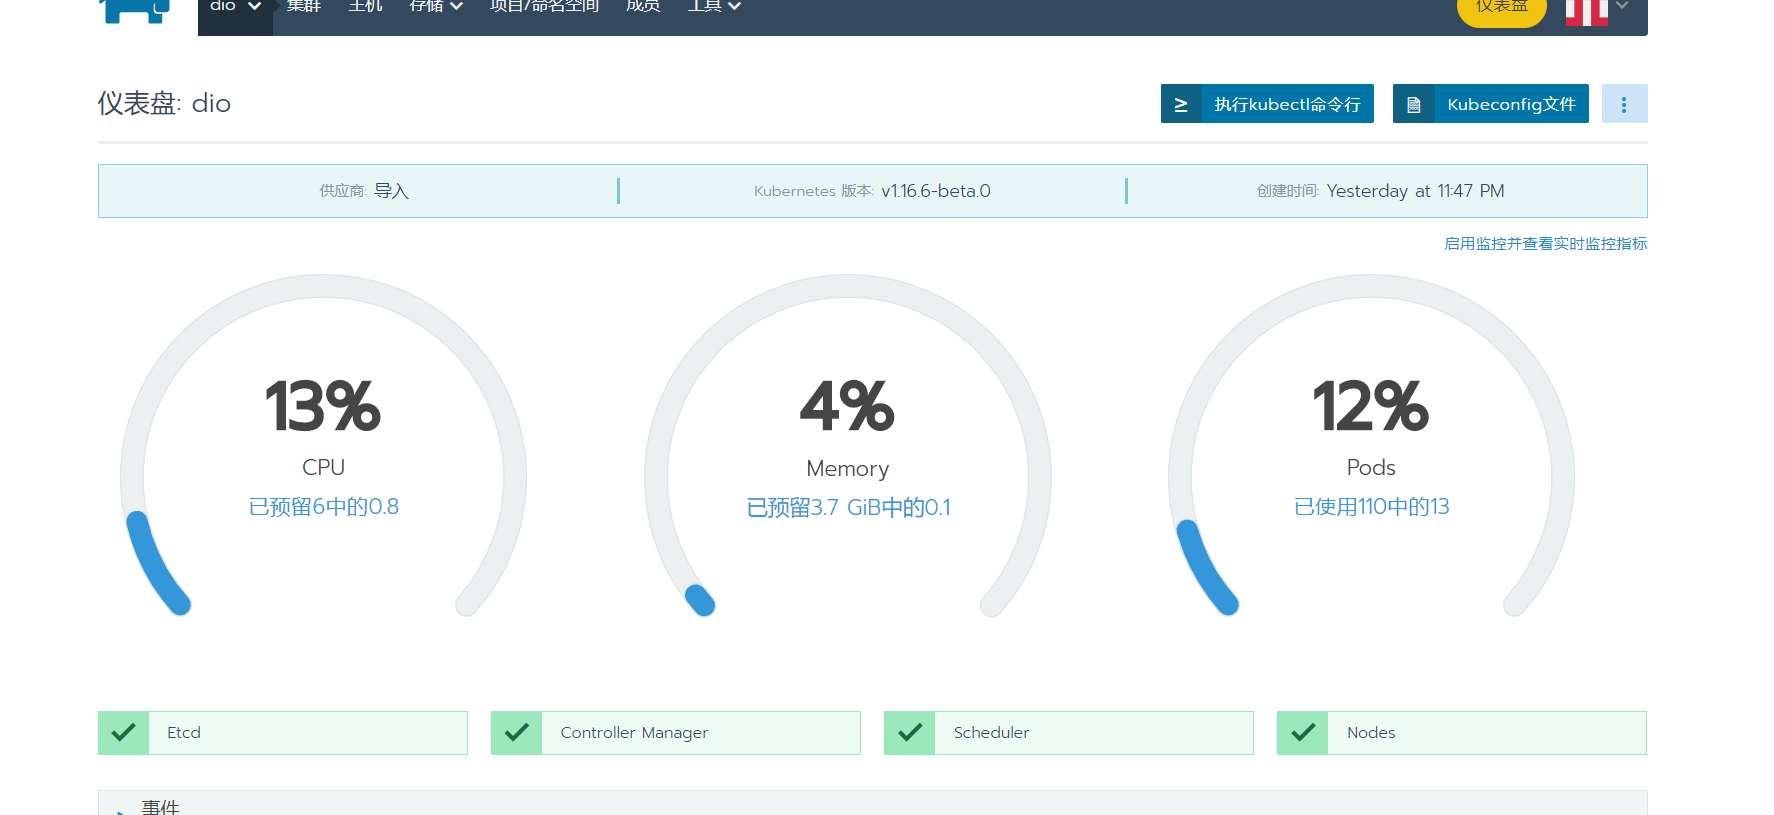 dio 集群 主机 存储 项目/命名空间 成员 工具 仪表盘
仪表盘: dio
执行kubectl命令行 Kubeconfig文件
供应商: 导入 Kubernetes 版本: v1.16.6-beta.0 创建时间: Yesterday at 11:47 PM
启用监控并查看实时监控指标
13% 4% 12%
CPU Memory Pods
已预留6中的0.8 已预留3.7 GiB中的0.1 已使用110中的13
Etcd Controller Manager Scheduler Nodes
事件